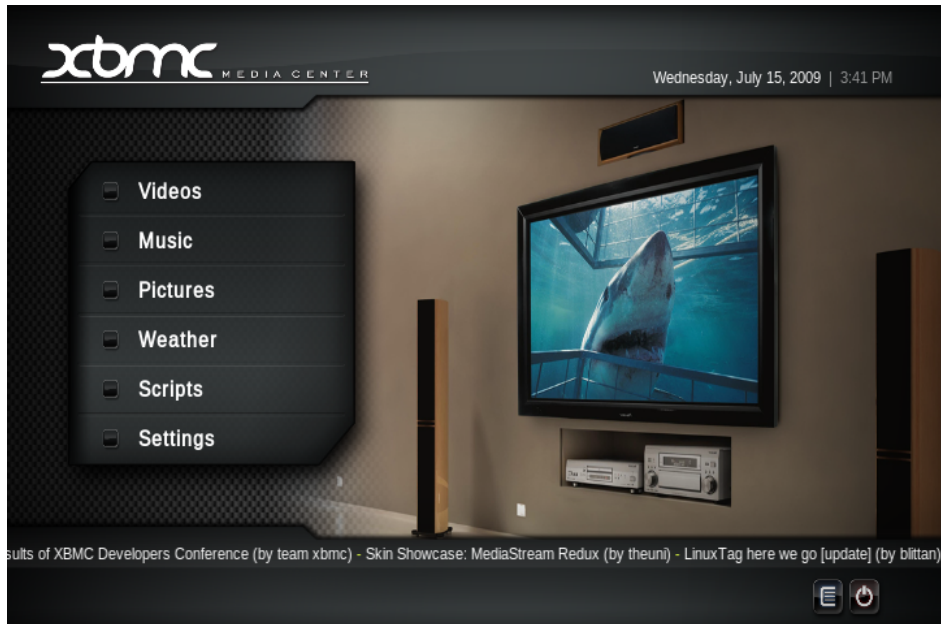 xbmc MEDIA CENTER
Wednesday, July 15, 2009 | 3:41 PM
Videos
Music
Pictures
Weather
Scripts
Settings
sults of XBMC Developers Conference (by team xbmc) - Skin Showcase: MediaStream Redux (by theuni) - LinuxTag here we go [update] (by blittan)